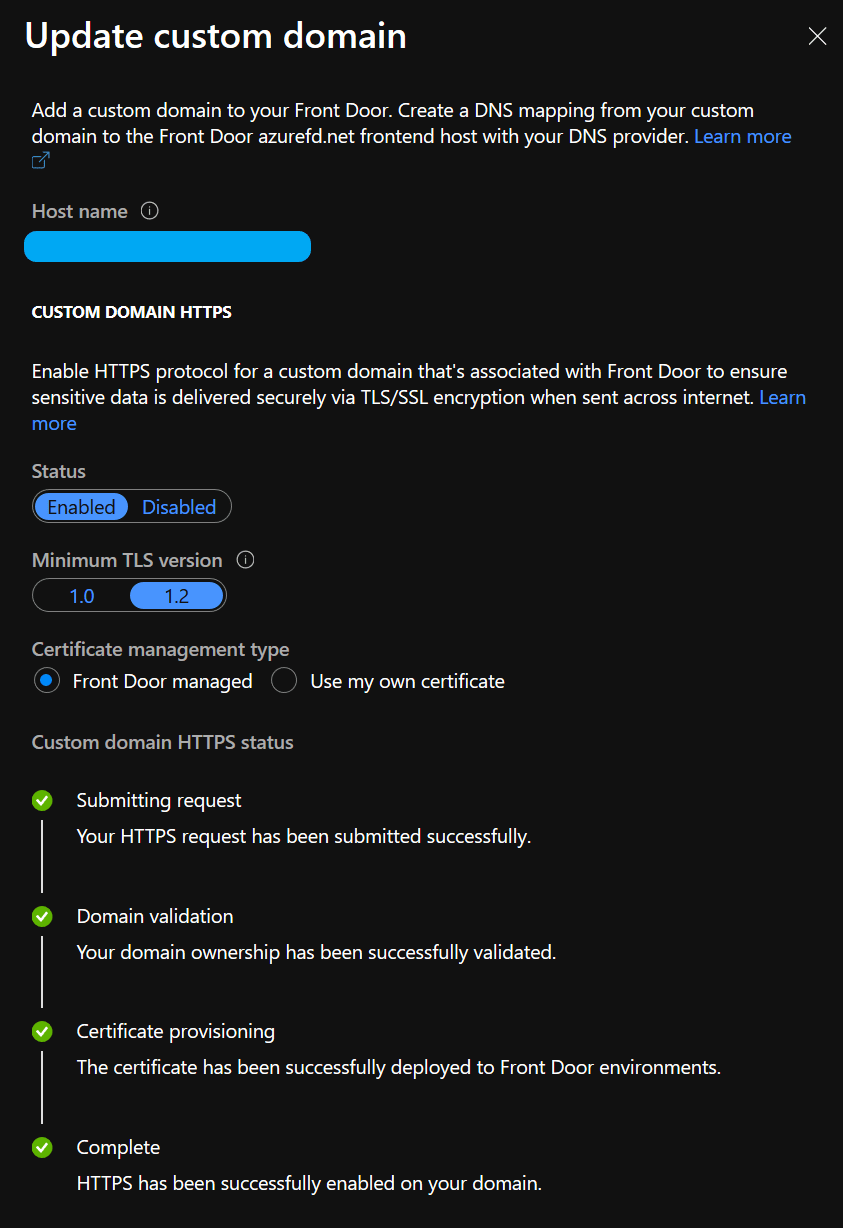 Update custom domain
Add a custom domain to your Front Door. Create a DNS mapping from your custom
domain to the Front Door azurefd.net frontend host with your DNS provider. Learn more
Host name
CUSTOM DOMAIN HTTPS
Enable HTTPS protocol for a custom domain that's associated with Front Door to ensure
sensitive data is delivered securely via TLS/SSL encryption when sent across internet. Learn
more
Status
Enabled Disabled
Minimum TLS version
1.0 1.2
Certificate management type
Front Door managed Use my own certificate
Custom domain HTTPS status
Submitting request
Your HTTPS request has been submitted successfully.
Domain validation
Your domain ownership has been successfully validated.
Certificate provisioning
The certificate has been successfully deployed to Front Door environments.
Complete
HTTPS has been successfully enabled on your domain.